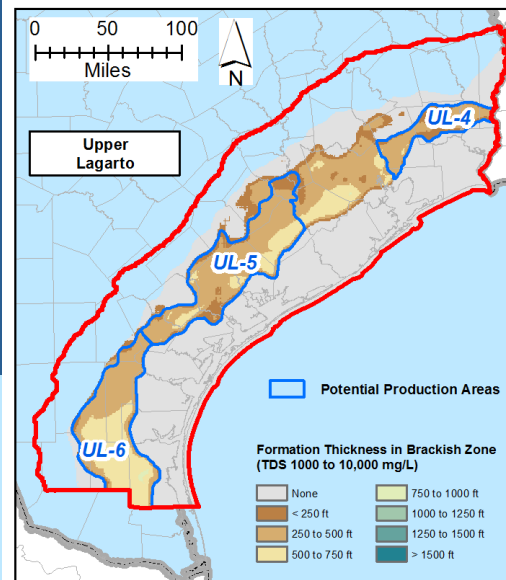 0 50 100
Miles
N
Upper
Lagarto
UL-4
UL-5
UL-6
Potential Production Areas
Formation Thickness in Brackish Zone
(TDS 1000 to 10,000 mg/L)
None
< 250 ft
250 to 500 ft
500 to 750 ft
750 to 1000 ft
1000 to 1250 ft
1250 to 1500 ft
> 1500 ft